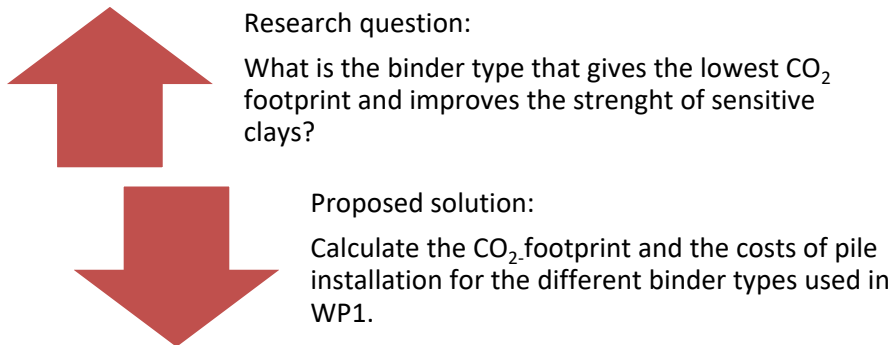 Research question:
What is the binder type that gives the lowest CO₂
footprint and improves the strenght of sensitive
clays?
Proposed solution:
Calculate the CO₂-footprint and the costs of pile
installation for the different binder types used in
WP1.